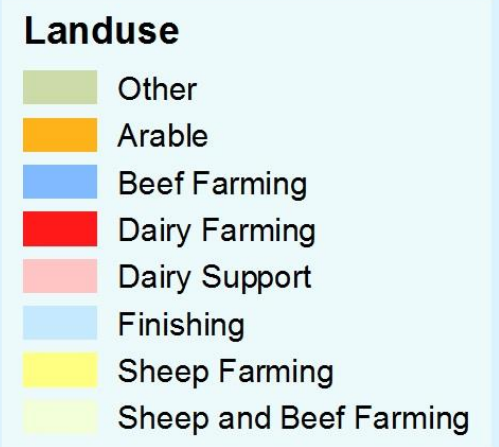 Landuse
Other
Arable
Beef Farming
Dairy Farming
Dairy Support
Finishing
Sheep Farming
Sheep and Beef Farming